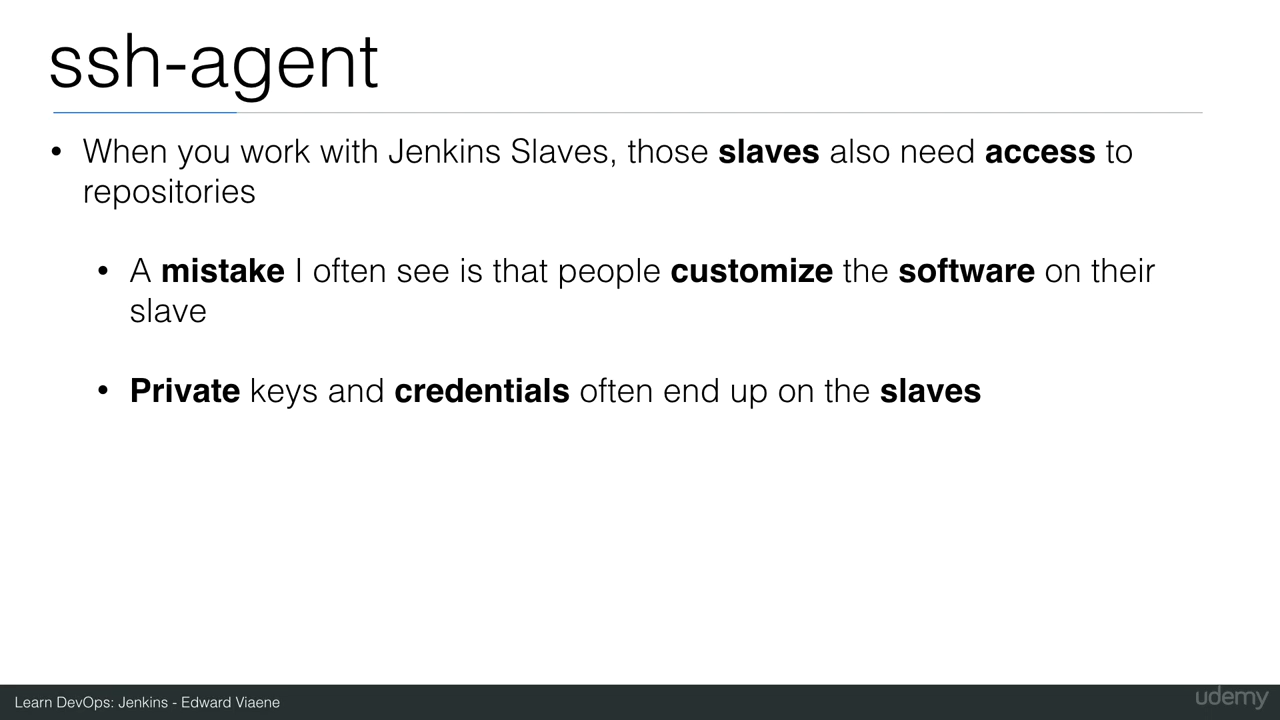 ssh-agent
• When you work with Jenkins Slaves, those slaves also need access to
repositories
• A mistake I often see is that people customize the software on their
slave
• Private keys and credentials often end up on the slaves
Learn DevOps: Jenkins - Edward Viaene
udemy